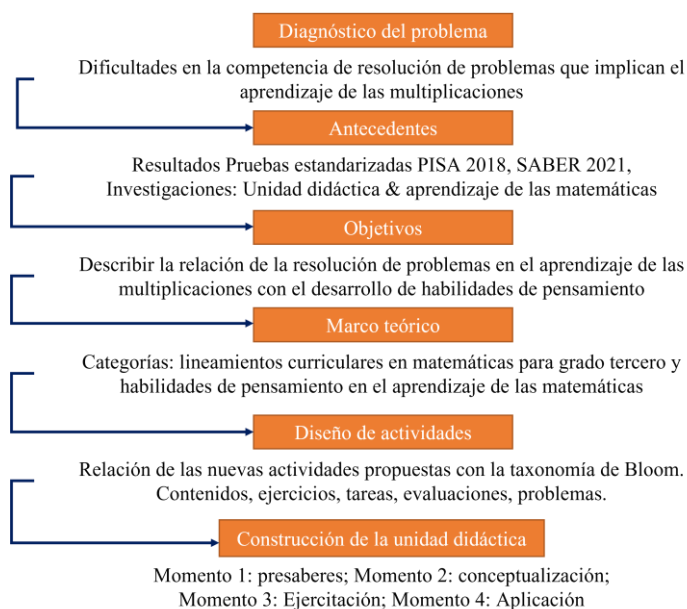 Diagnóstico del problema
Dificultades en la competencia de resolución de problemas que implican el
aprendizaje de las multiplicaciones
Antecedentes
Resultados Pruebas estandarizadas PISA 2018, SABER 2021,
Investigaciones: Unidad didáctica & aprendizaje de las matemáticas
Objetivos
Describir la relación de la resolución de problemas en el aprendizaje de las
multiplicaciones con el desarrollo de habilidades de pensamiento
Marco teórico
Categorías: lineamientos curriculares en matemáticas para grado tercero y
habilidades de pensamiento en el aprendizaje de las matemáticas
Diseño de actividades
Relación de las nuevas actividades propuestas con la taxonomía de Bloom.
Contenidos, ejercicios, tareas, evaluaciones, problemas.
Construcción de la unidad didáctica
Momento 1: presaberes; Momento 2: conceptualización;
Momento 3: Ejercitación; Momento 4: Aplicación